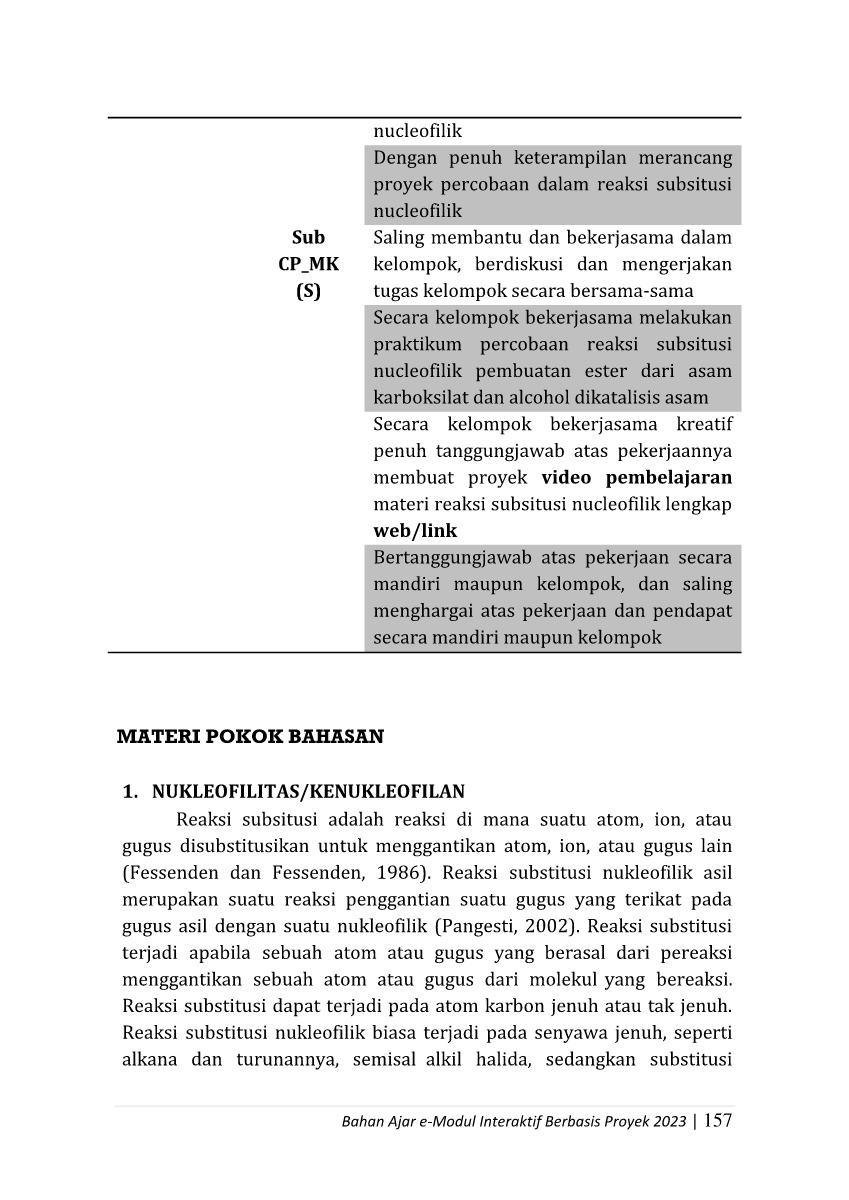 nucleofilik
Dengan penuh keterampilan merancang
proyek percobaan dalam reaksi subsitusi
nucleofilik
Sub
CP_MK
(S)
Saling membantu dan bekerjasama dalam
kelompok, berdiskusi dan mengerjakan
tugas kelompok secara bersama-sama
Secara kelompok bekerjasama melakukan
praktikum percobaan reaksi subsitusi
nucleofilik pembuatan ester dari asam
karboksilat dan alcohol dikatalisis asam
Secara kelompok bekerjasama kreatif
penuh tanggungjawab atas pekerjaannya
membuat proyek video pembelajaran
materi reaksi subsitusi nucleofilik lengkap
web/link
Bertanggungjawab atas pekerjaan secara
mandiri maupun kelompok, dan saling
menghargai atas pekerjaan dan pendapat
secara mandiri maupun kelompok
MATERI POKOK BAHASAN
1. NUKLEOFILITAS/KENUKLEOFILAN
Reaksi subsitusi adalah reaksi di mana suatu atom, ion, atau
gugus disubstitusikan untuk menggantikan atom, ion, atau gugus lain
(Fessenden dan Fessenden, 1986). Reaksi substitusi nukleofilik asil
merupakan suatu reaksi penggantian suatu gugus yang terikat pada
gugus asil dengan suatu nukleofilik (Pangesti, 2002). Reaksi substitusi
terjadi apabila sebuah atom atau gugus yang berasal dari pereaksi
menggantikan sebuah atom atau gugus dari molekul yang bereaksi.
Reaksi substitusi dapat terjadi pada atom karbon jenuh atau tak jenuh.
Reaksi substitusi nukleofilik biasa terjadi pada senyawa jenuh, seperti
alkana dan turunannya, semisal alkil halida, sedangkan substitusi
Bahan Ajar e-Modul Interaktif Berbasis Proyek 2023 | 157